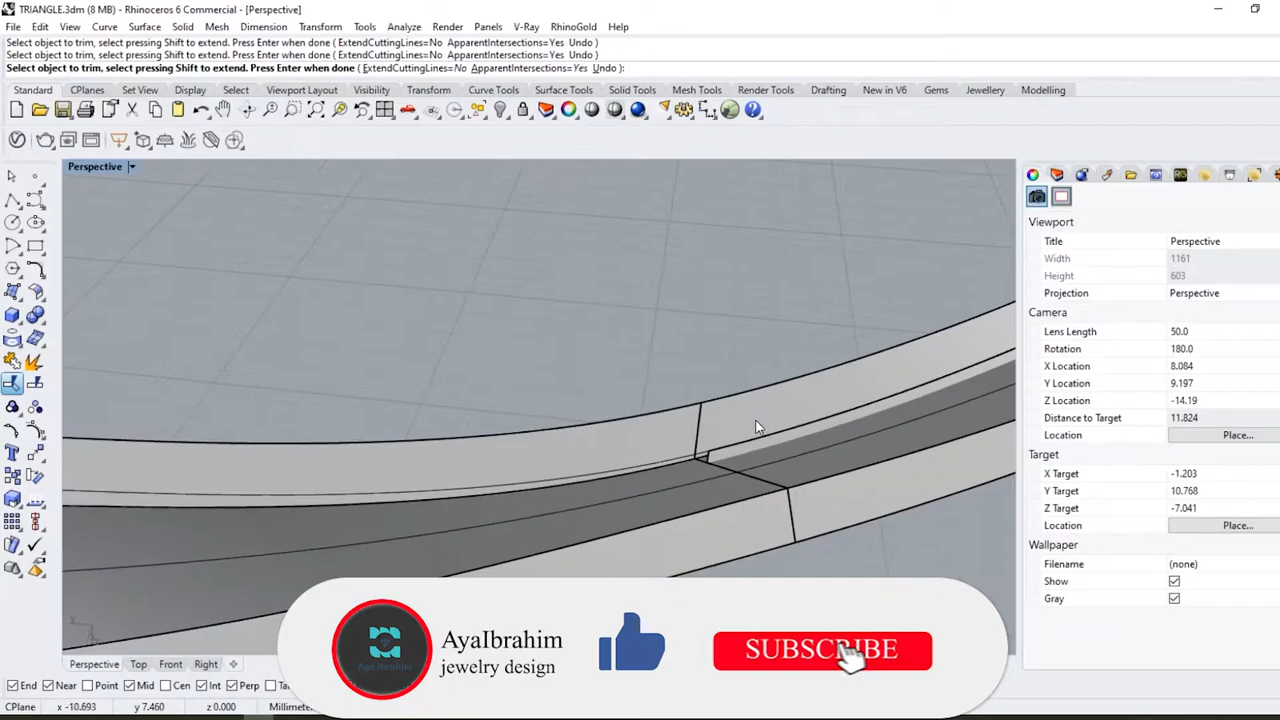 TRIANGLE.3dm (8 MB) - Rhinoceros 6 Commercial - [Perspective]
File Edit View Curve Surface Solid Mesh Dimension Transform Tools Analyze Render Panels V-Ray RhinoGold Help
Select object to trim, select pressing Shift to extend. Press Enter when done ( ExtendCuttingLines=No ApparentIntersections=Yes Undo )
Select object to trim, select pressing Shift to extend. Press Enter when done ( ExtendCuttingLines=No ApparentIntersections=Yes Undo )
Select object to trim, select pressing Shift to extend. Press Enter when done ( ExtendCuttingLines=No ApparentIntersections=Yes Undo ):
Standard CPlanes Set View Display Select Viewport Layout Visibility Transform Curve Tools Surface Tools Solid Tools Mesh Tools Render Tools Drafting New in V6 Gems Jewellery Modelling
Perspective
Viewport
Title Perspective
Width 1161
Height 603
Projection Perspective
Camera
Lens Length 50.0
Rotation 180.0
X Location 8.084
Y Location 9.197
Z Location -14.19
Distance to Target 11.824
Location Place...
Target
X Target -1.203
Y Target 10.768
Z Target -7.041
Location Place...
Wallpaper
Filename (none)
Show
Gray
AyaIbrahim
jewelry design
Aya Ibrahim
SUBSCRIBE
Perspective Top Front Right
End Near Point Mid Cen Int Perp Ta
CPlane x -10.693 y 7.460 z 0.000 Millimete